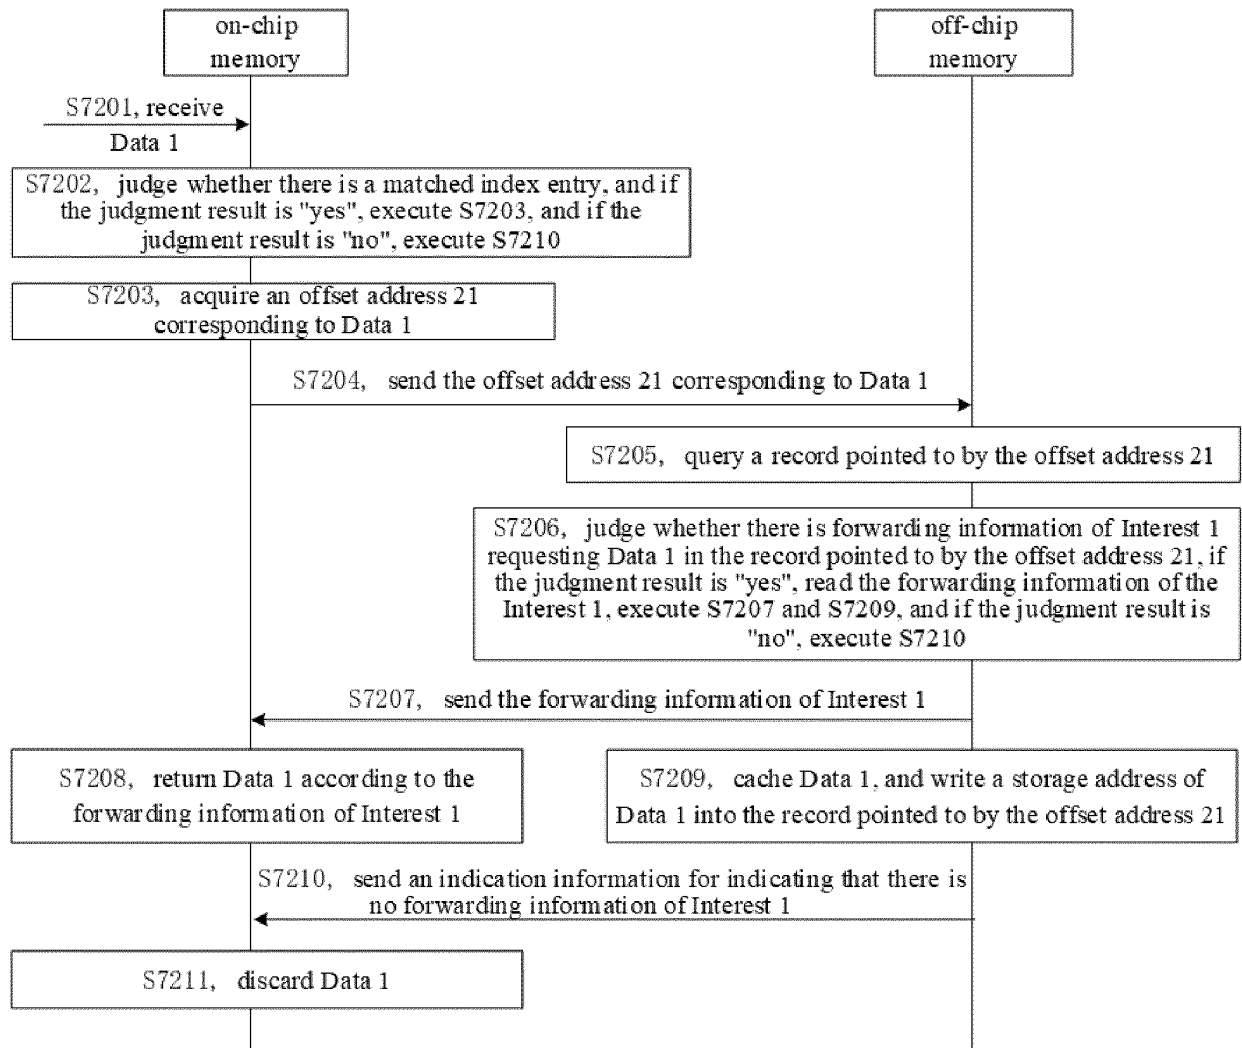 on-chip
memory
off-chip
memory
S7201, receive
Data 1
S7202, judge whether there is a matched index entry, and if
the judgment result is "yes", execute S7203, and if the
judgment result is "no", execute S7210
S7203, acquire an offset address 21
corresponding to Data 1
S7204, send the offset address 21 corresponding to Data 1
S7205, query a record pointed to by the offset address 21
S7206, judge whether there is forwarding information of Interest 1
requesting Data 1 in the record pointed to by the offset address 21, if
the judgment result is "yes", read the forwarding information of the
Interest 1, execute S7207 and S7209, and if the judgment result is
"no", execute S7210
S7207, send the forwarding information of Interest 1
S7208, return Data 1 according to the
forwarding information of Interest 1
S7209, cache Data 1, and write a storage address of
Data 1 into the record pointed to by the offset address 21
S7210, send an indication information for indicating that there is
no forwarding information of Interest 1
S7211, discard Data 1